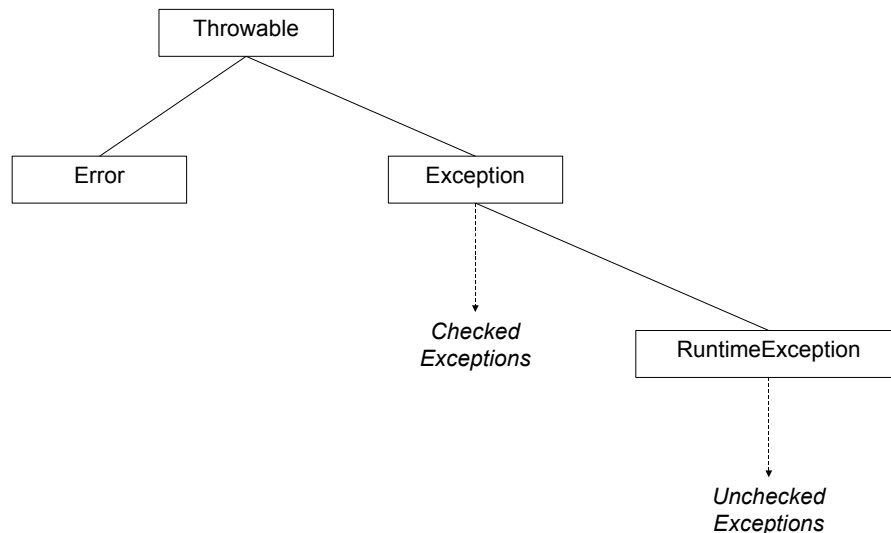 Throwable
Error
Exception
Checked
Exceptions
RuntimeException
Unchecked
Exceptions